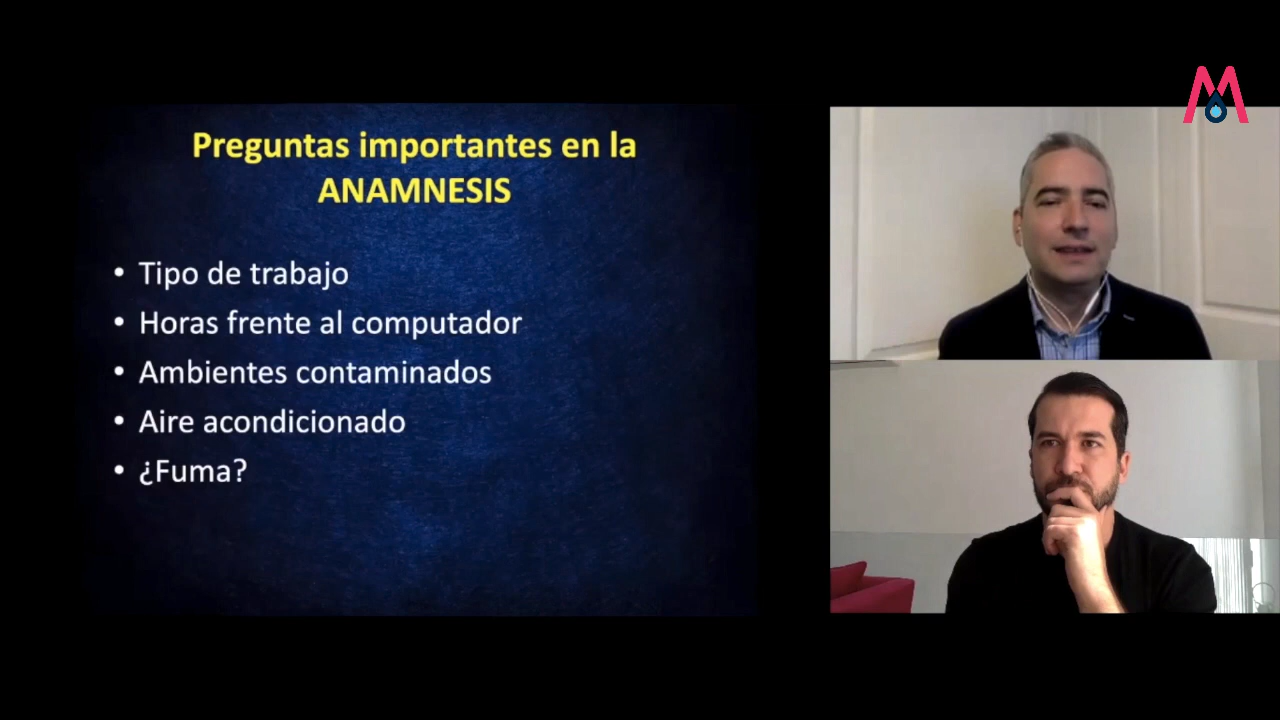 Preguntas importantes en la
ANAMNESIS
• Tipo de trabajo
• Horas frente al computador
• Ambientes contaminados
• Aire acondicionado
• ¿Fuma?
M